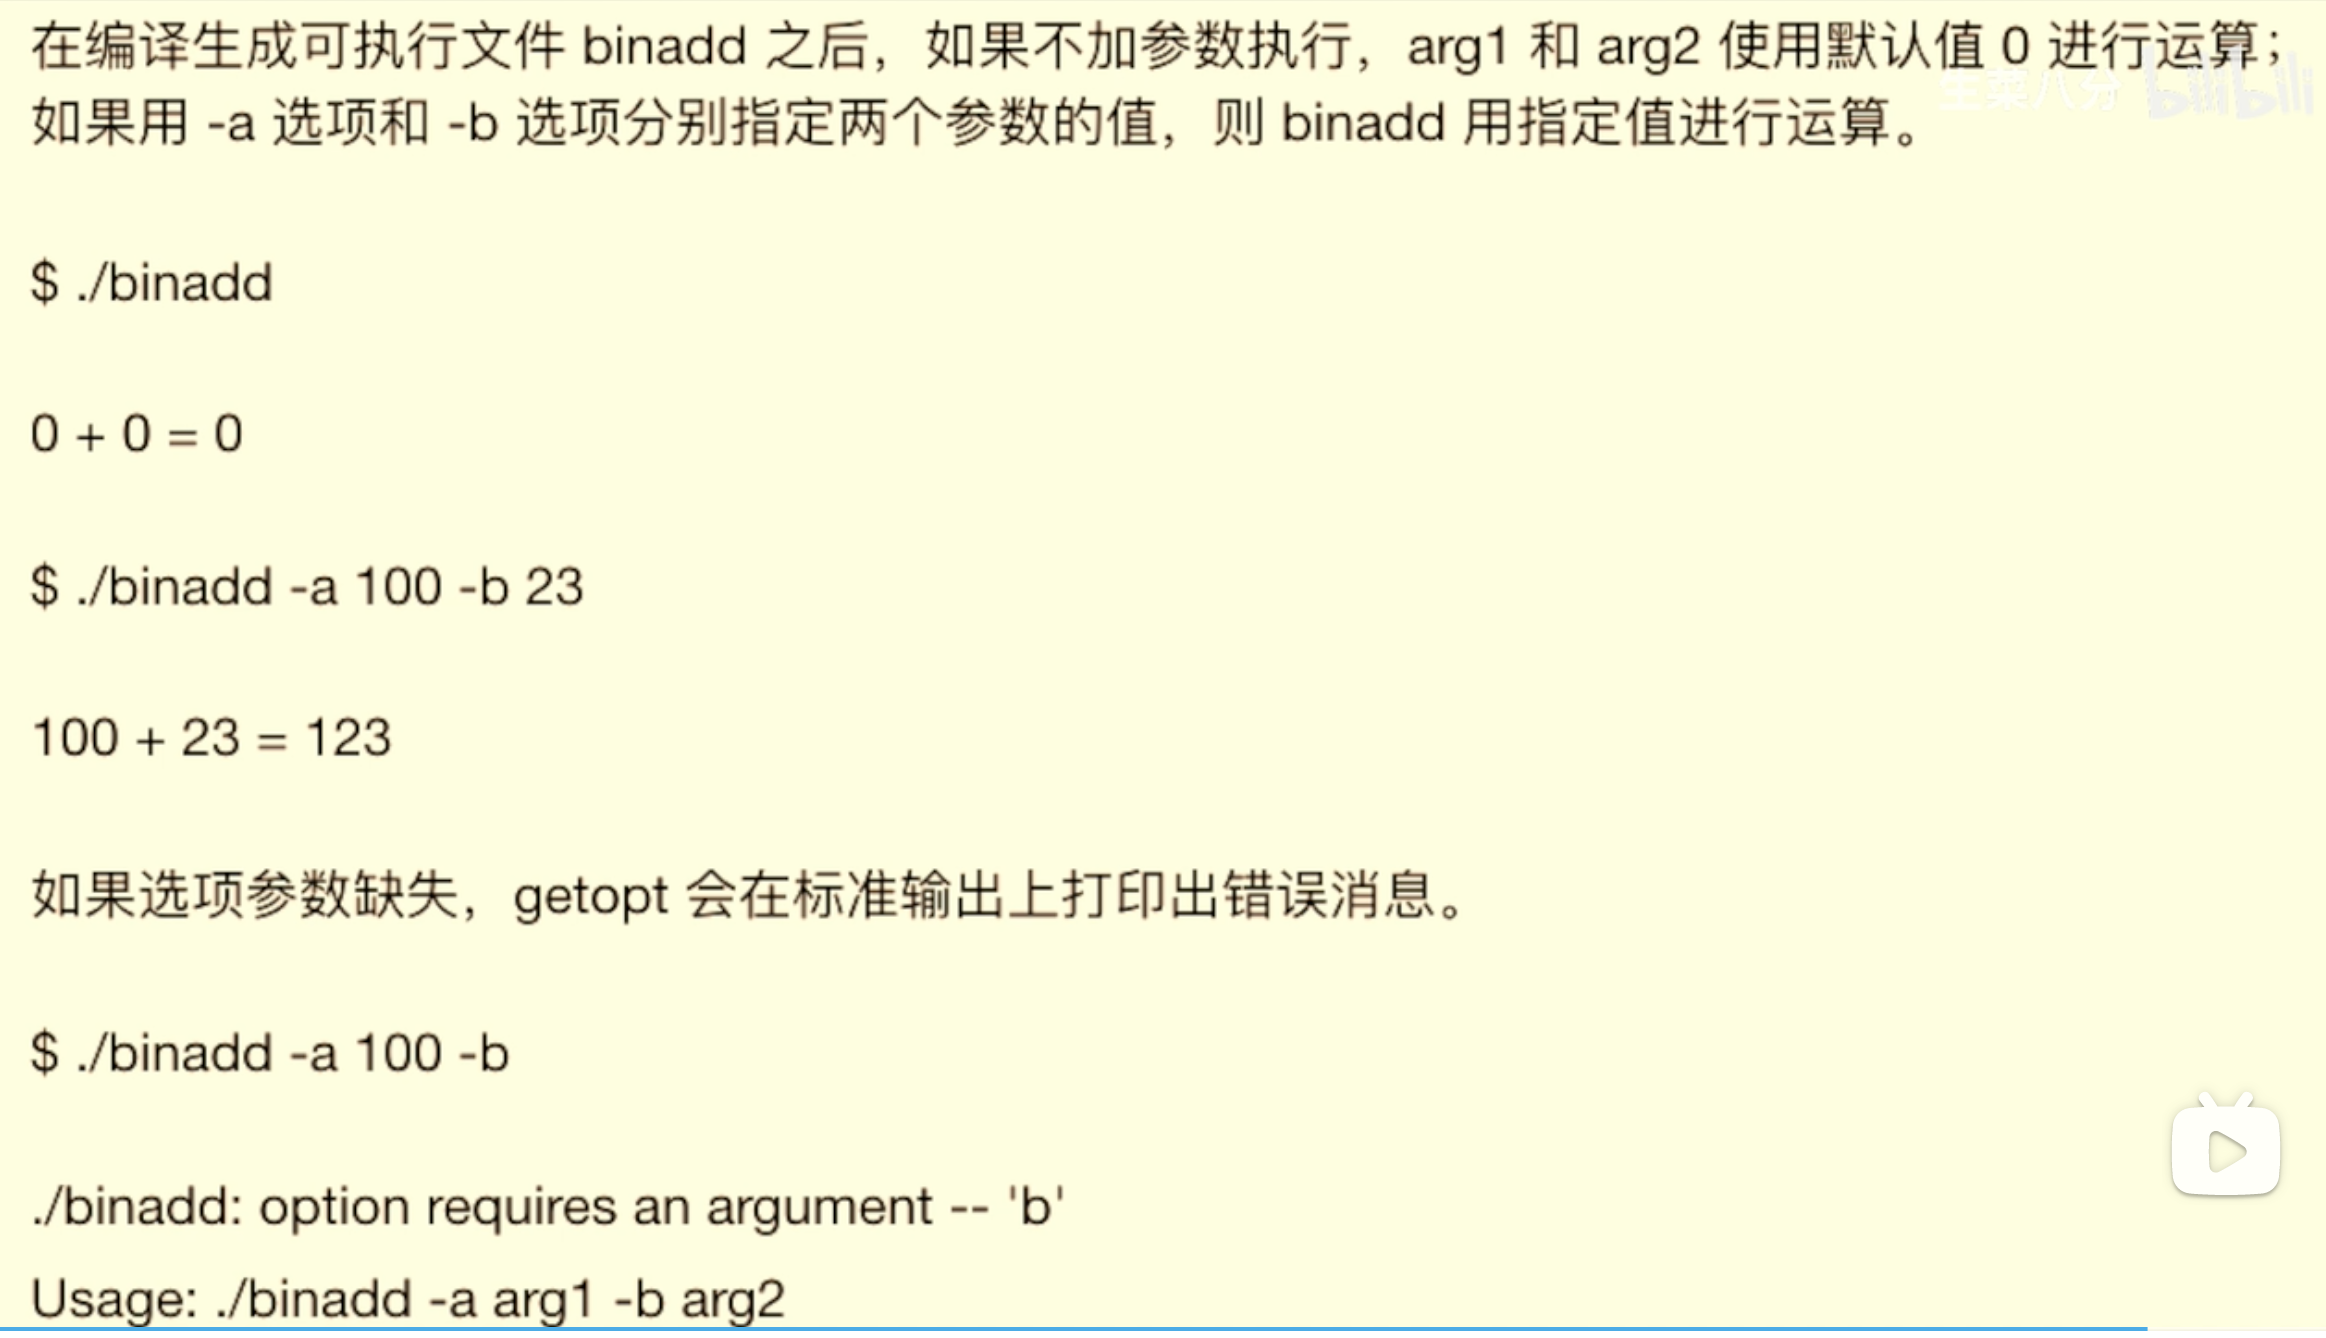 在编译生成可执行文件 binadd 之后，如果不加参数执行，arg1 和 arg2 使用默认值 0 进行运算；
如果用 -a 选项和 -b 选项分别指定两个参数的值，则 binadd 用指定值进行运算。
生菜八分 bilibili
$ ./binadd
0 + 0 = 0
$ ./binadd -a 100 -b 23
100 + 23 = 123
如果选项参数缺失，getopt 会在标准输出上打印出错误消息。
$ ./binadd -a 100 -b
./binadd: option requires an argument -- 'b'
Usage: ./binadd -a arg1 -b arg2